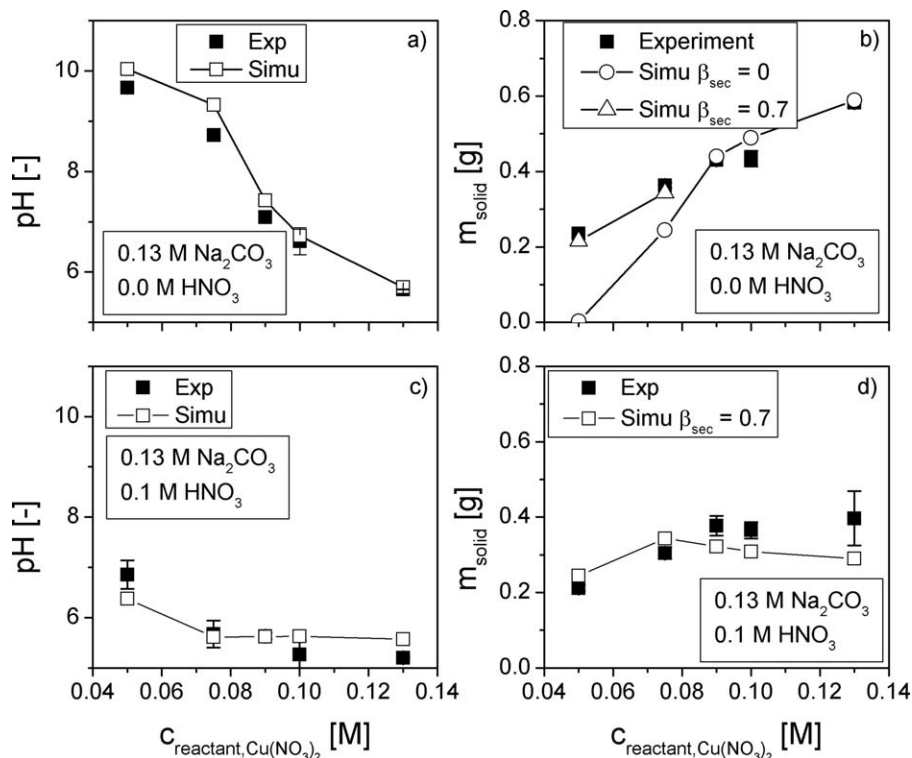 a)
Exp
Simu
10
8
6
pH [-]
0.13 M Na₂CO₃
0.0 M HNO₃
b)
Experiment
Simu βsec = 0
Simu βsec = 0.7
0.8
0.6
0.4
0.2
0.0
msolid [g]
0.13 M Na₂CO₃
0.0 M HNO₃
c)
Exp
Simu
10
8
6
pH [-]
0.13 M Na₂CO₃
0.1 M HNO₃
0.04 0.06 0.08 0.10 0.12 0.14
creactant,Cu(NO₃)₂ [M]
d)
Exp
Simu βsec = 0.7
0.8
0.6
0.4
0.2
0.0
msolid [g]
0.13 M Na₂CO₃
0.1 M HNO₃
0.04 0.06 0.08 0.10 0.12 0.14
creactant,Cu(NO₃)₂ [M]